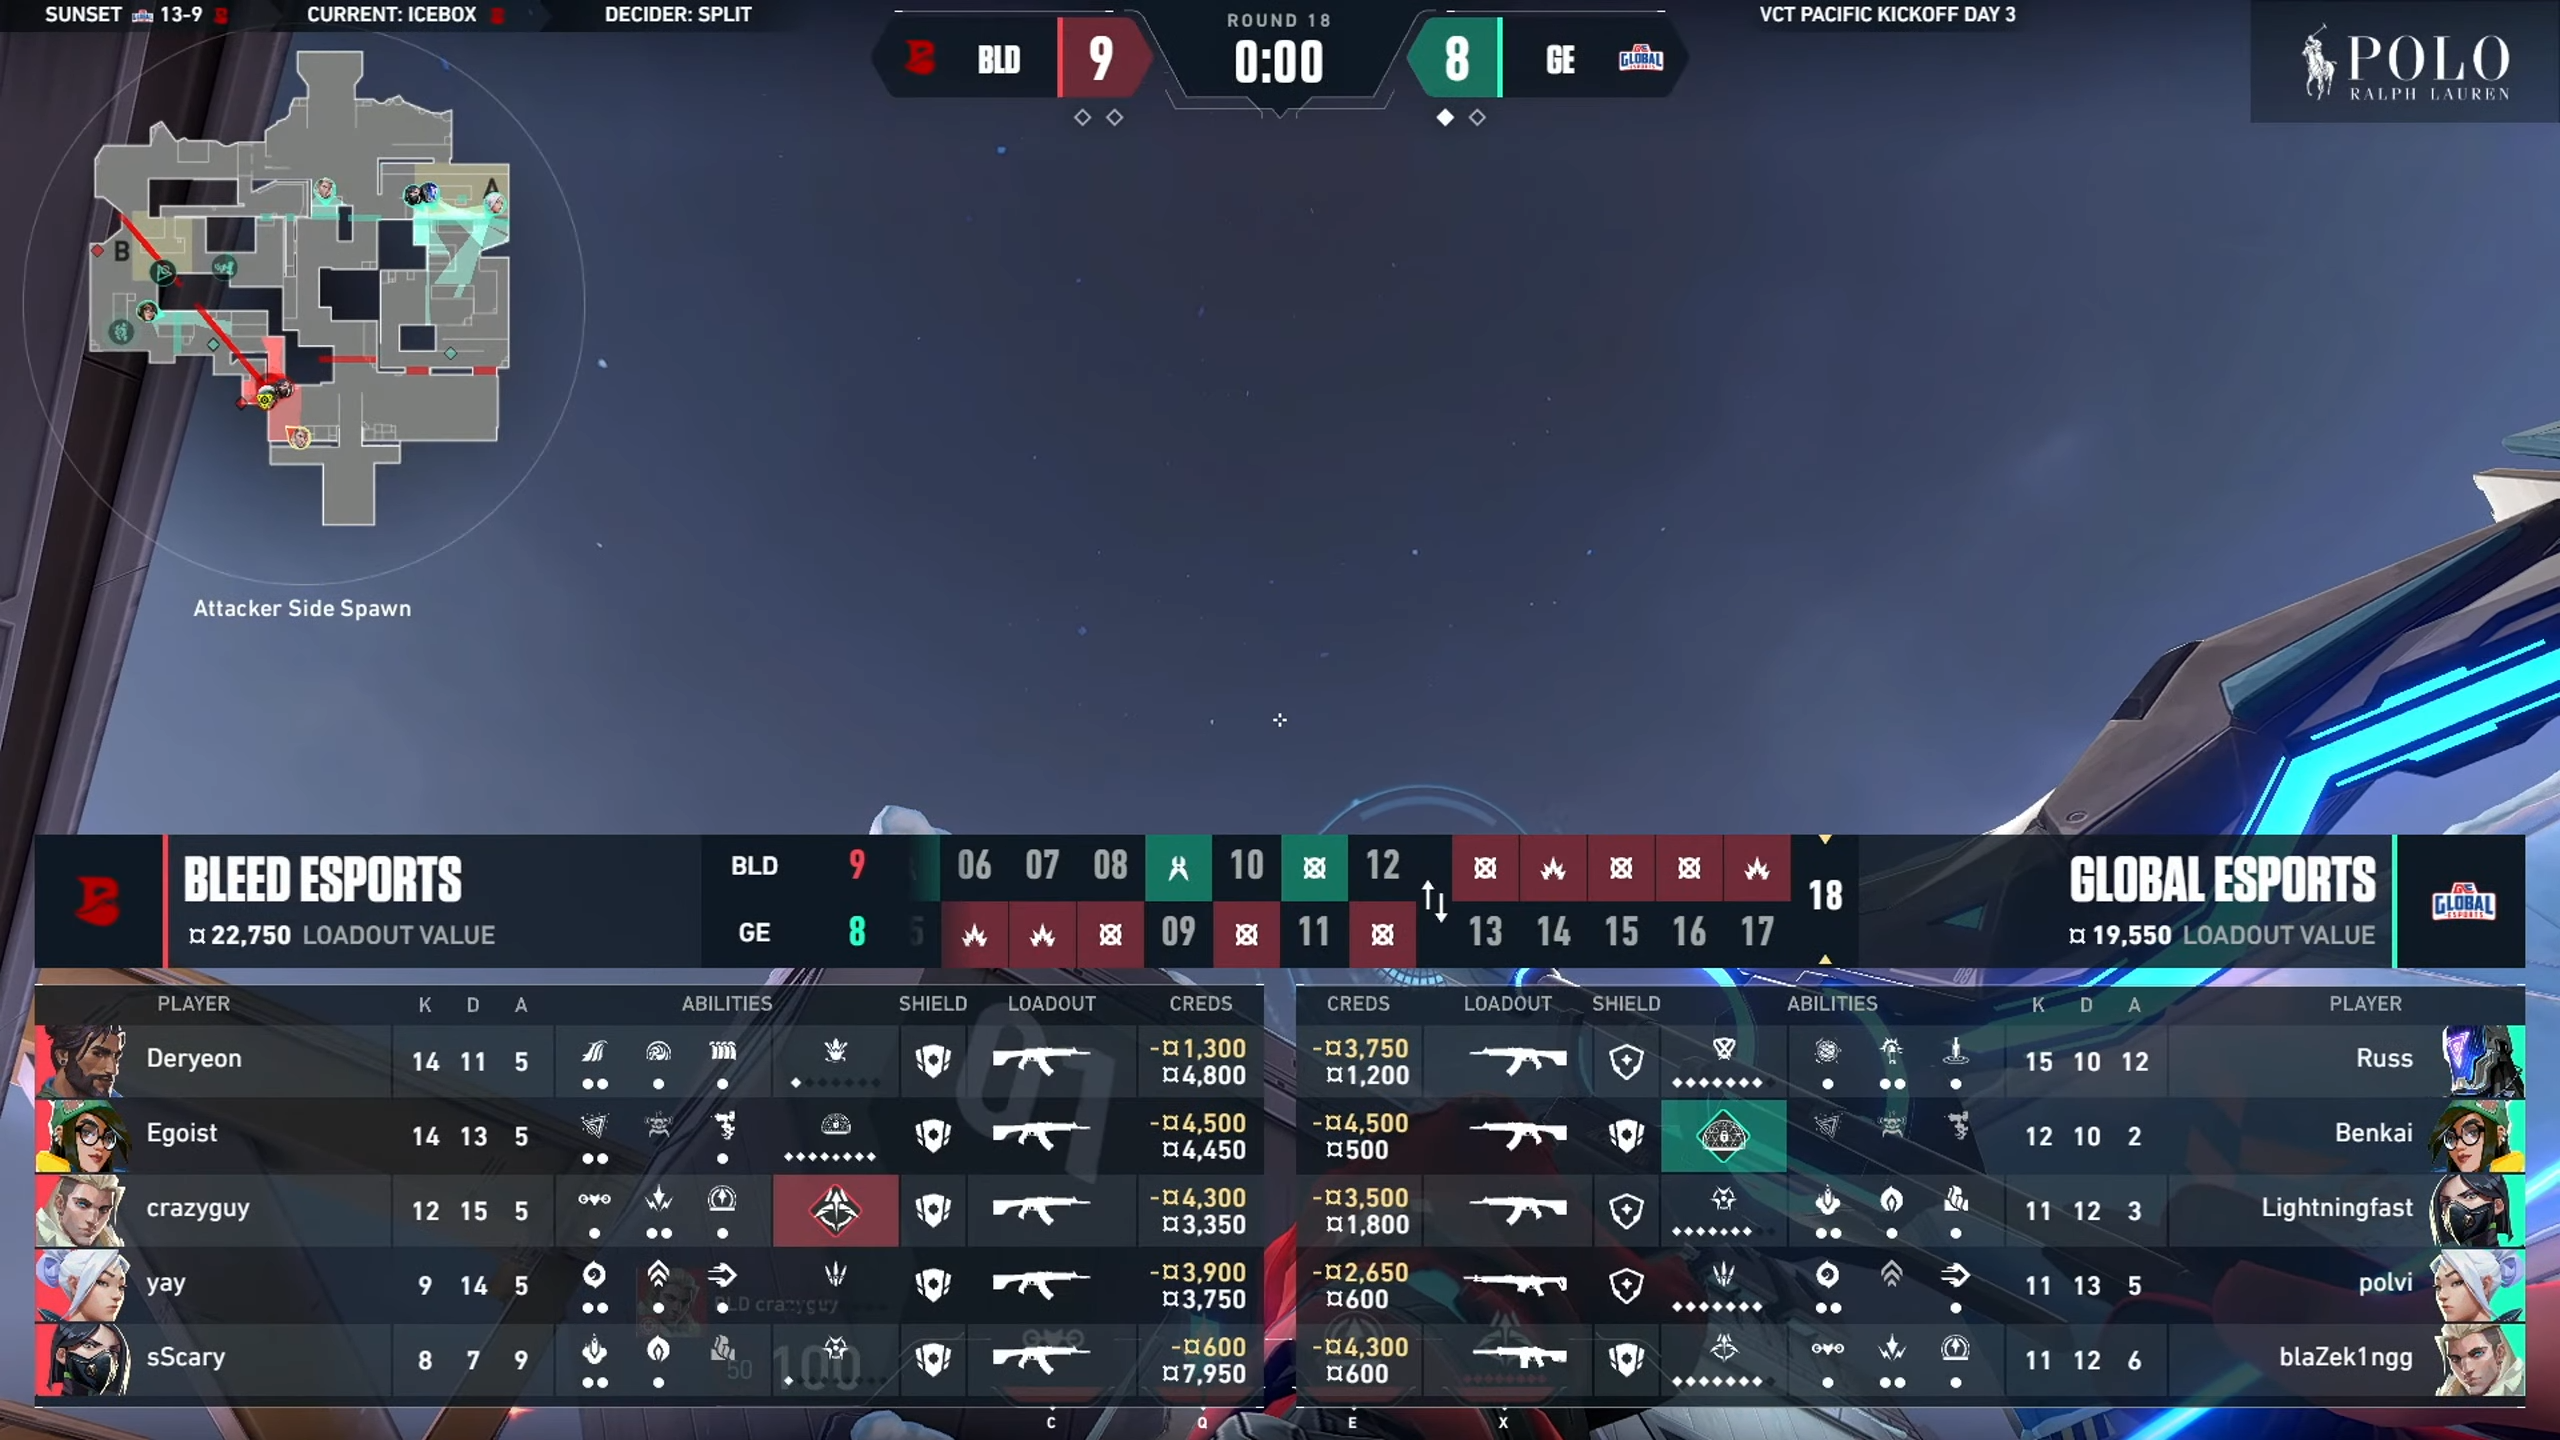 SUNSET 13-9
CURRENT: ICEBOX
DECIDER: SPLIT
BLD 9
ROUND 18
0:00
8 GE
GLOBAL
VCT PACIFIC KICKOFF DAY 3
POLO
RALPH LAUREN
A
B
Attacker Side Spawn
BLEED ESPORTS
¤ 22,750 LOADOUT VALUE
BLD 9 06 07 08 10 12
GE 8 5 09 11 13 14 15 16 17
18
GLOBAL ESPORTS
¤ 19,550 LOADOUT VALUE
GLOBAL
PLAYER K D A ABILITIES SHIELD LOADOUT CREDS
Deryeon 14 11 5 -¤1,300 ¤4,800
Egoist 14 13 5 -¤4,500 ¤4,450
crazyguy 12 15 5 -¤4,300 ¤3,350
yay 9 14 5 -¤3,900 ¤3,750
BLD crazyguy
sScary 8 7 9 -¤600 ¤7,950
50 100
CREDS LOADOUT SHIELD ABILITIES K D A PLAYER
-¤3,750 ¤1,200 15 10 12 Russ
-¤4,500 ¤500 12 10 2 Benkai
-¤3,500 ¤1,800 11 12 3 Lightningfast
-¤2,650 ¤600 11 13 5 polvi
-¤4,300 ¤600 11 12 6 blaZek1ngg
C Q E X